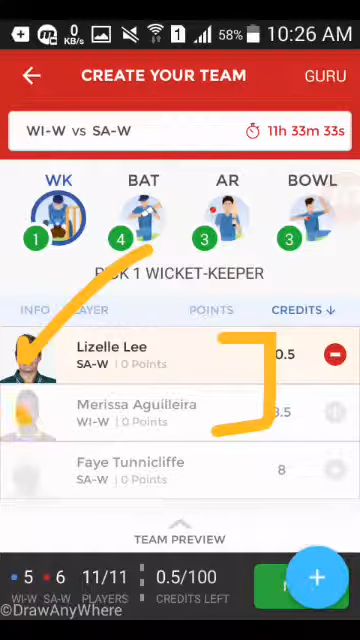 0 KB/s 1 58% 10:26 AM
CREATE YOUR TEAM GURU
WI-W vs SA-W 11h 33m 33s
WK BAT AR BOWL
1 4 3 3
PICK 1 WICKET-KEEPER
INFO POINTS CREDITS ↓
Lizelle Lee
SA-W | 0 Points
Merissa Aguilleira
WI-W | 0 Points
Faye Tunnicliffe 8
SA-W | 0 Points
TEAM PREVIEW
5 6 11/11 0.5/100
WI-W SA-W PLAYERS CREDITS LEFT
©DrawAnyWhere